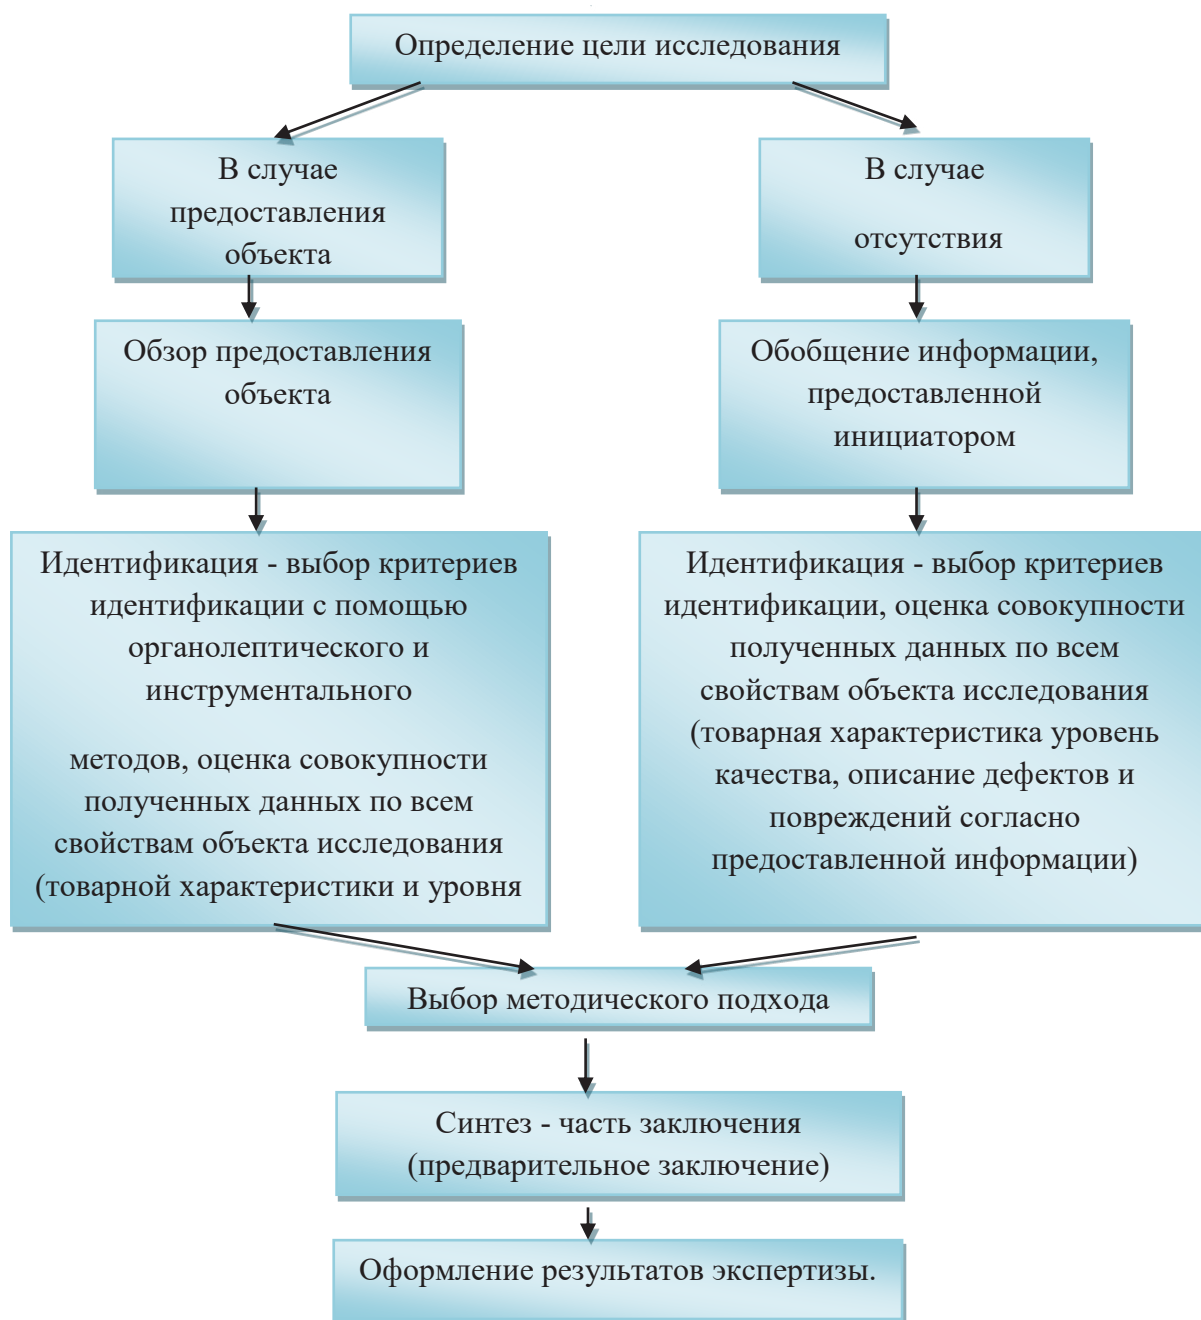 Определение цели исследования
В случае
предоставления
объекта
В случае
отсутствия
Обзор предоставления
объекта
Обобщение информации,
предоставленной
инициатором
Идентификация - выбор критериев
идентификации с помощью
органолептического и
инструментального
методов, оценка совокупности
полученных данных по всем
свойствам объекта исследования
(товарной характеристики и уровня
Идентификация - выбор критериев
идентификации, оценка совокупности
полученных данных по всем
свойствам объекта исследования
(товарная характеристика уровень
качества, описание дефектов и
повреждений согласно
предоставленной информации)
Выбор методического подхода
Синтез - часть заключения
(предварительное заключение)
Оформление результатов экспертизы.